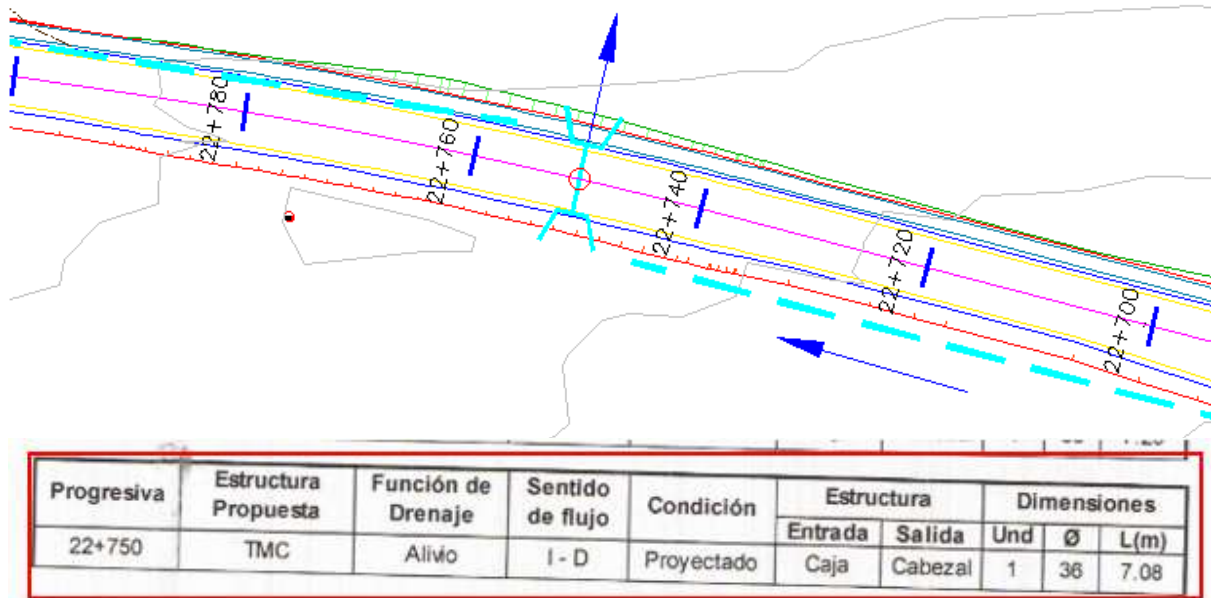 22+780
22+760
22+740
22+720
22+700
Progresiva Estructura Propuesta Función de Drenaje Sentido de flujo Condición Estructura Dimensiones
Entrada Salida Und Ø L(m)
22+750 TMC Alivio I - D Proyectado Caja Cabezal 1 36 7.08